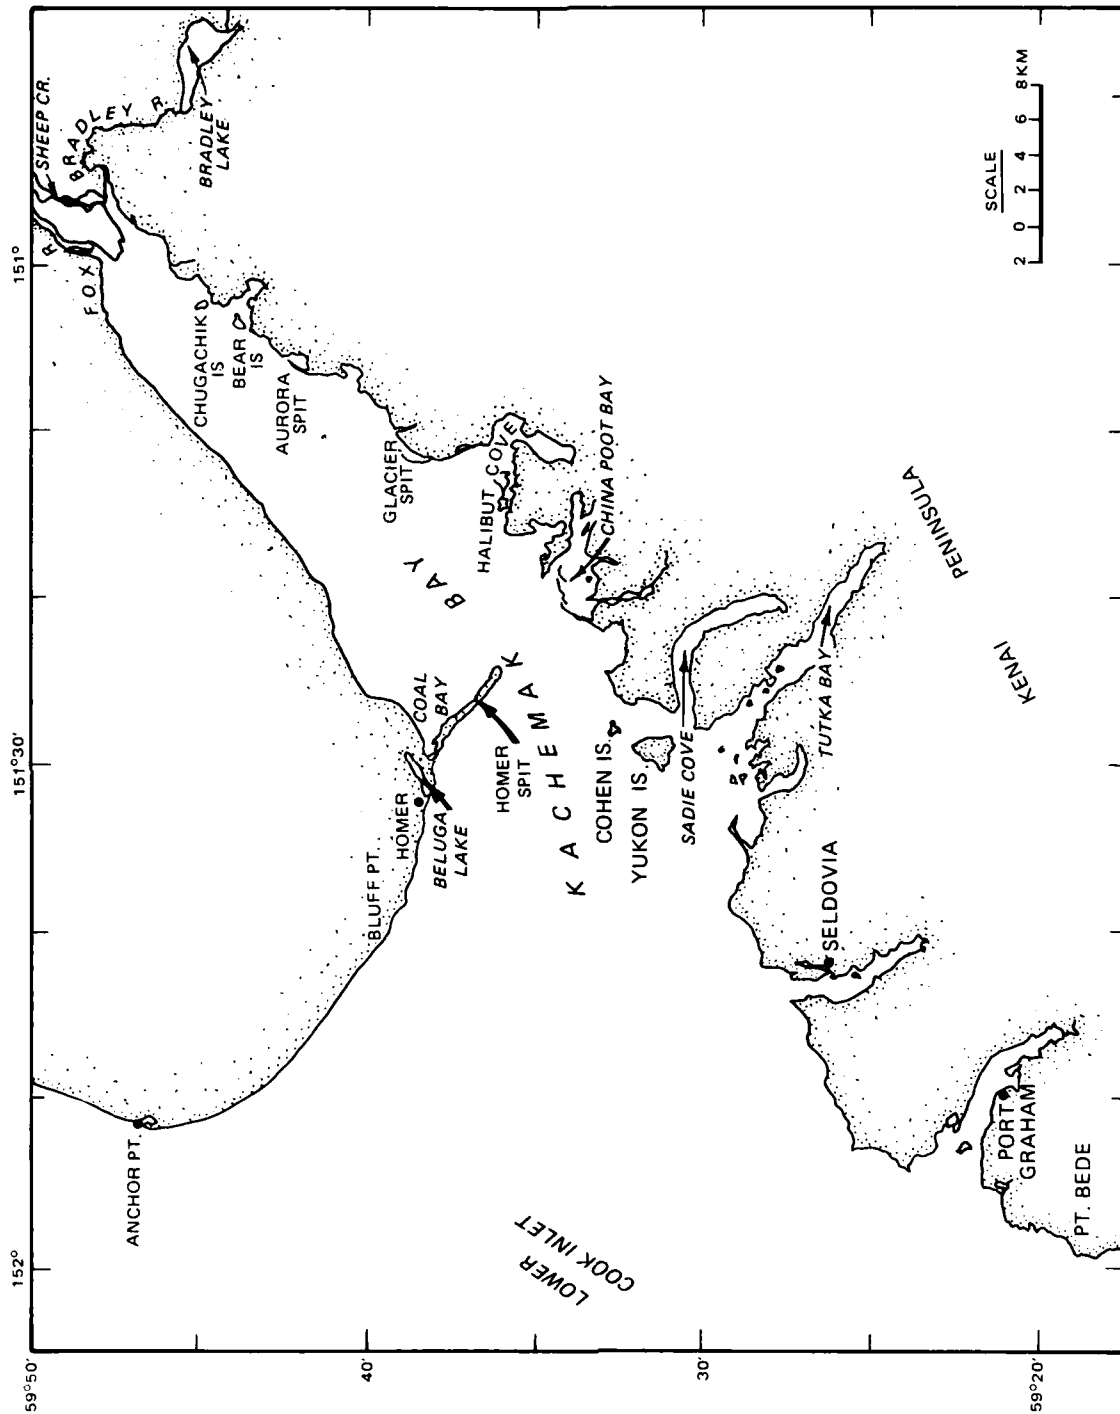 152°
151°30'
151°
59°50'
40'
30'
59°20'
ANCHOR PT.
BLUFF PT.
HOMER
BELUGA
LAKE
COAL
BAY
HOMER
SPIT
KACHEMAK BAY
FOX R.
SHEEP CR.
BRADLEY R.
BRADLEY
LAKE
CHUGACHIK
IS
BEAR
IS
AURORA
SPIT
GLACIER
SPIT
HALIBUT COVE
CHINA POOT BAY
COHEN IS.
YUKON IS.
SADIE COVE
TUTKA BAY
SELDOVIA
PORT
GRAHAM
PT. BEDE
LOWER
COOK INLET
KENAI PENINSULA
SCALE
2 0 2 4 6 8KM